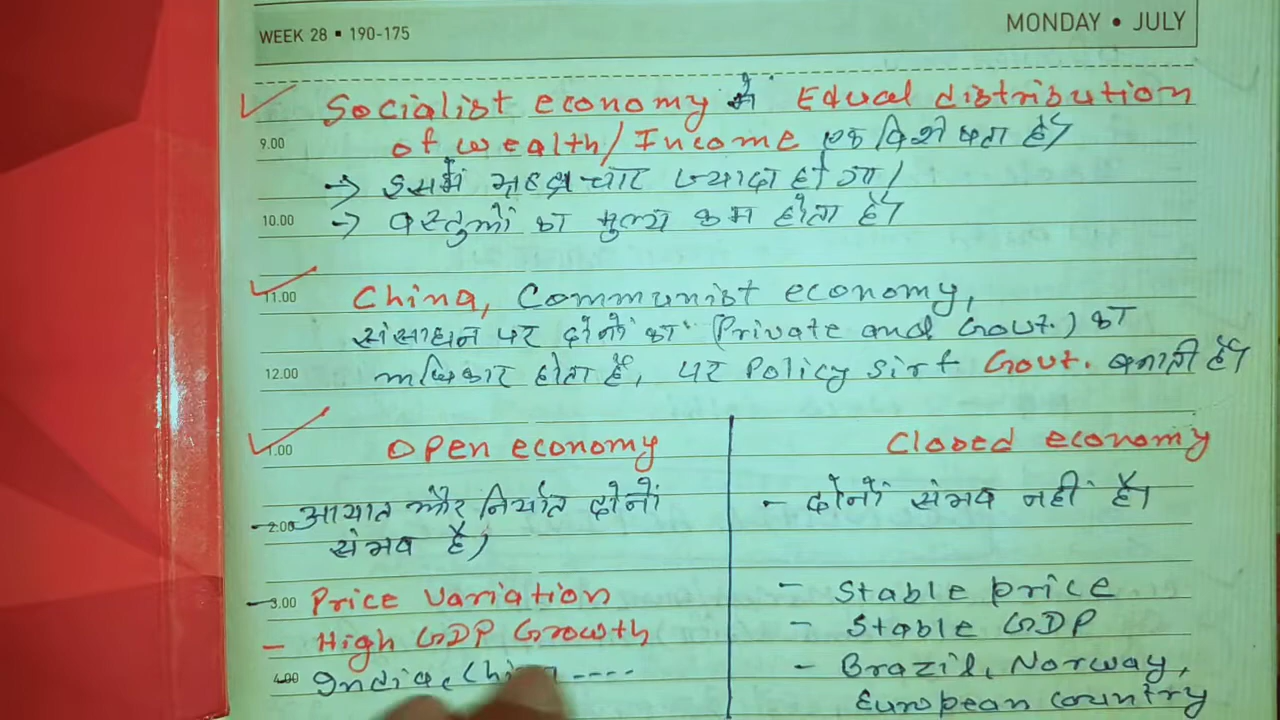 WEEK 28 ▪ 190-175
MONDAY • JULY
Socialist economy में Equal distribution
9.00 of wealth/Income एक विशेषता है।
→ इसमें भ्रष्टाचार ज्यादा होगा।
10.00 → वस्तुओं का मुल्य कम होता है।
11.00 China, Communist economy,
संसाधन पर दोनों का (Private and Govt.) का
12.00 अधिकार होता है, पर Policy sirf Govt. बनाती है।
1.00 Open economy
2.00 - आयात और निर्यात दोनों
संभव है,
3.00 - Price Variation
- High GDP Growth
4.00 - India, China ----
Closed economy
- दोनों संभव नहीं है।
- Stable price
- Stable GDP
- Brazil, Norway,
European country